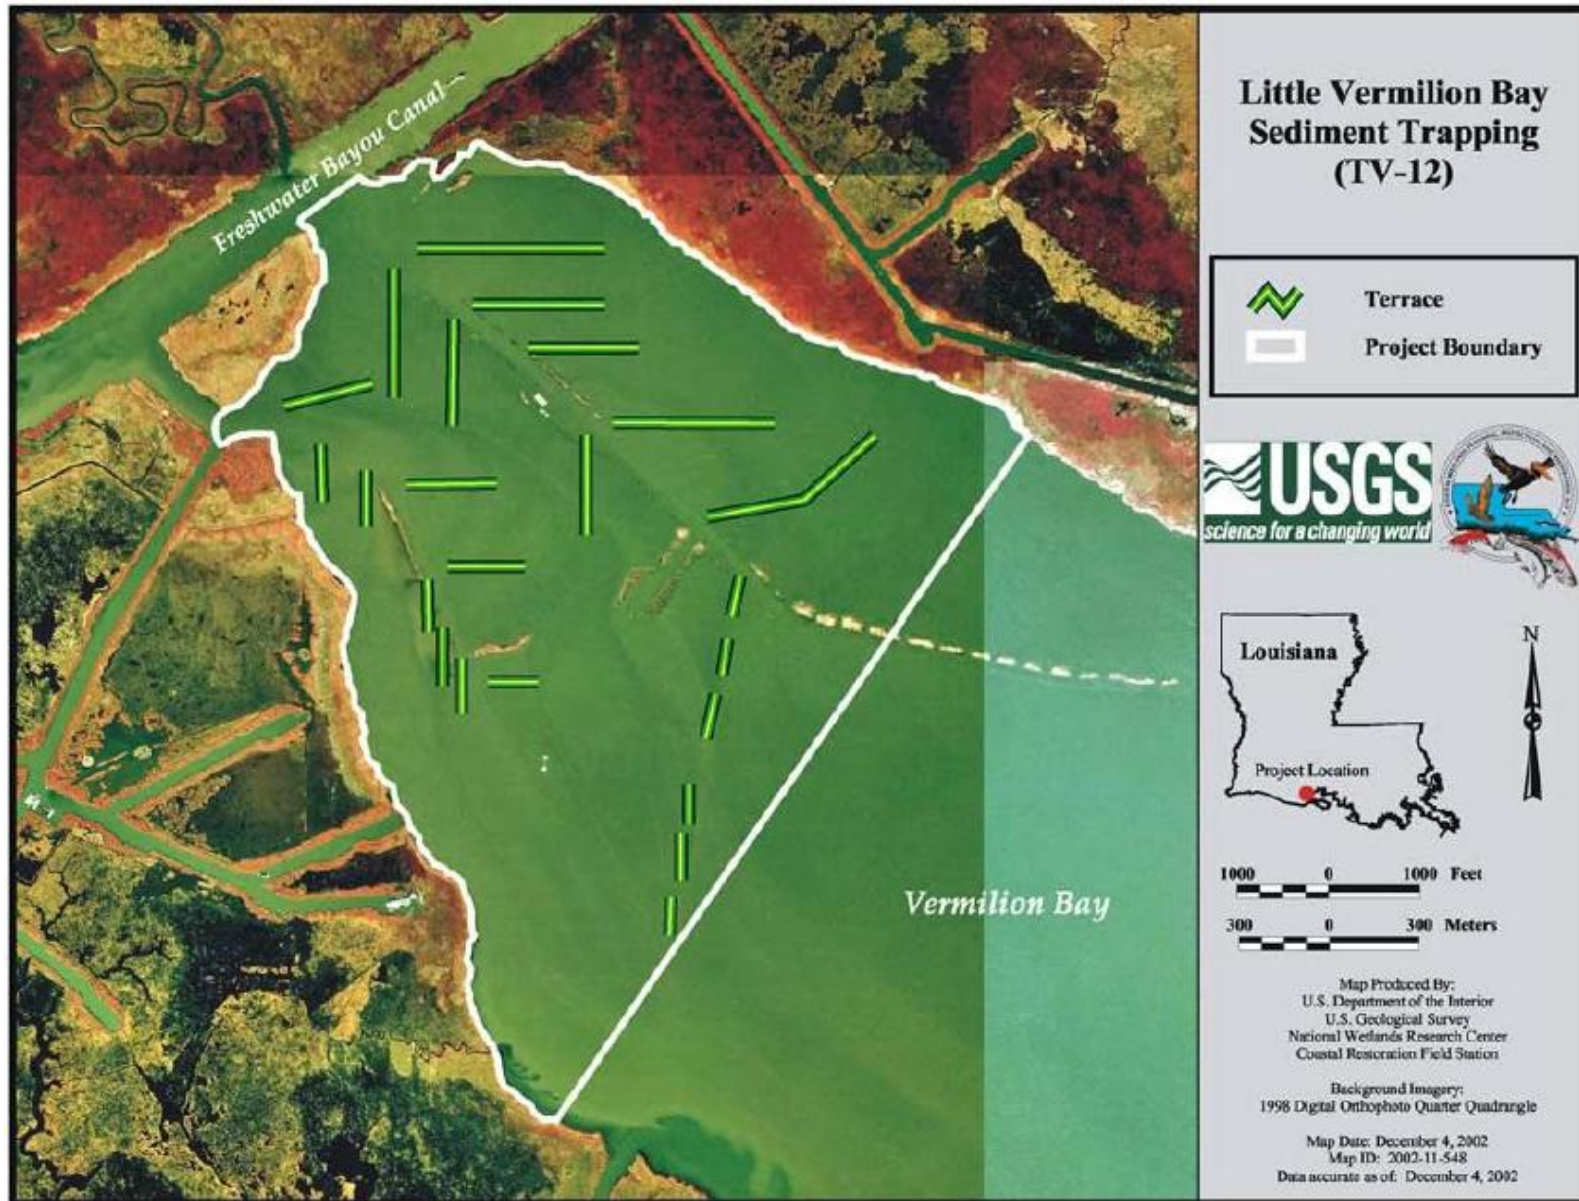 Little Vermilion Bay
Sediment Trapping
(TV-12)
Freshwater Bayou Canal
Terrace
Project Boundary
USGS
science for a changing world
N
Louisiana
Project Location
1000 0 1000 Feet
300 0 300 Meters
Vermilion Bay
Map Produced By:
U.S. Department of the Interior
U.S. Geological Survey
National Wetlands Research Center
Coastal Restoration Field Station
Background Imagery:
1998 Digital Orthophoto Quarter Quadrangle
Map Date: December 4, 2002
Map ID: 2002-11-548
Data accurate as of: December 4, 2002